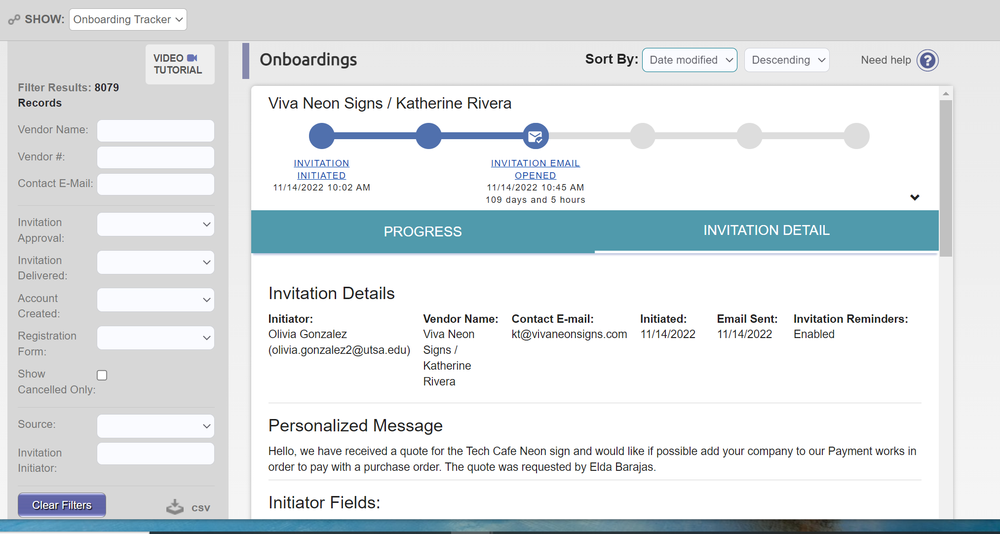 SHOW: Onboarding Tracker
VIDEO
TUTORIAL
Filter Results: 8079
Records
Vendor Name:
Vendor #:
Contact E-Mail:
Invitation
Approval:
Invitation
Delivered:
Account
Created:
Registration
Form:
Show
Cancelled Only:
Source:
Invitation
Initiator:
Clear Filters
csv
Onboardings
Sort By: Date modified Descending Need help ?
Viva Neon Signs / Katherine Rivera
INVITATION
INITIATED
11/14/2022 10:02 AM
INVITATION EMAIL
OPENED
11/14/2022 10:45 AM
109 days and 5 hours
PROGRESS
INVITATION DETAIL
Invitation Details
Initiator:
Olivia Gonzalez
(olivia.gonzalez2@utsa.edu)
Vendor Name:
Viva Neon
Signs /
Katherine
Rivera
Contact E-mail:
kt@vivaneonsigns.com
Initiated:
11/14/2022
Email Sent:
11/14/2022
Invitation Reminders:
Enabled
Personalized Message
Hello, we have received a quote for the Tech Cafe Neon sign and would like if possible add your company to our Payment works in
order to pay with a purchase order. The quote was requested by Elda Barajas.
Initiator Fields: